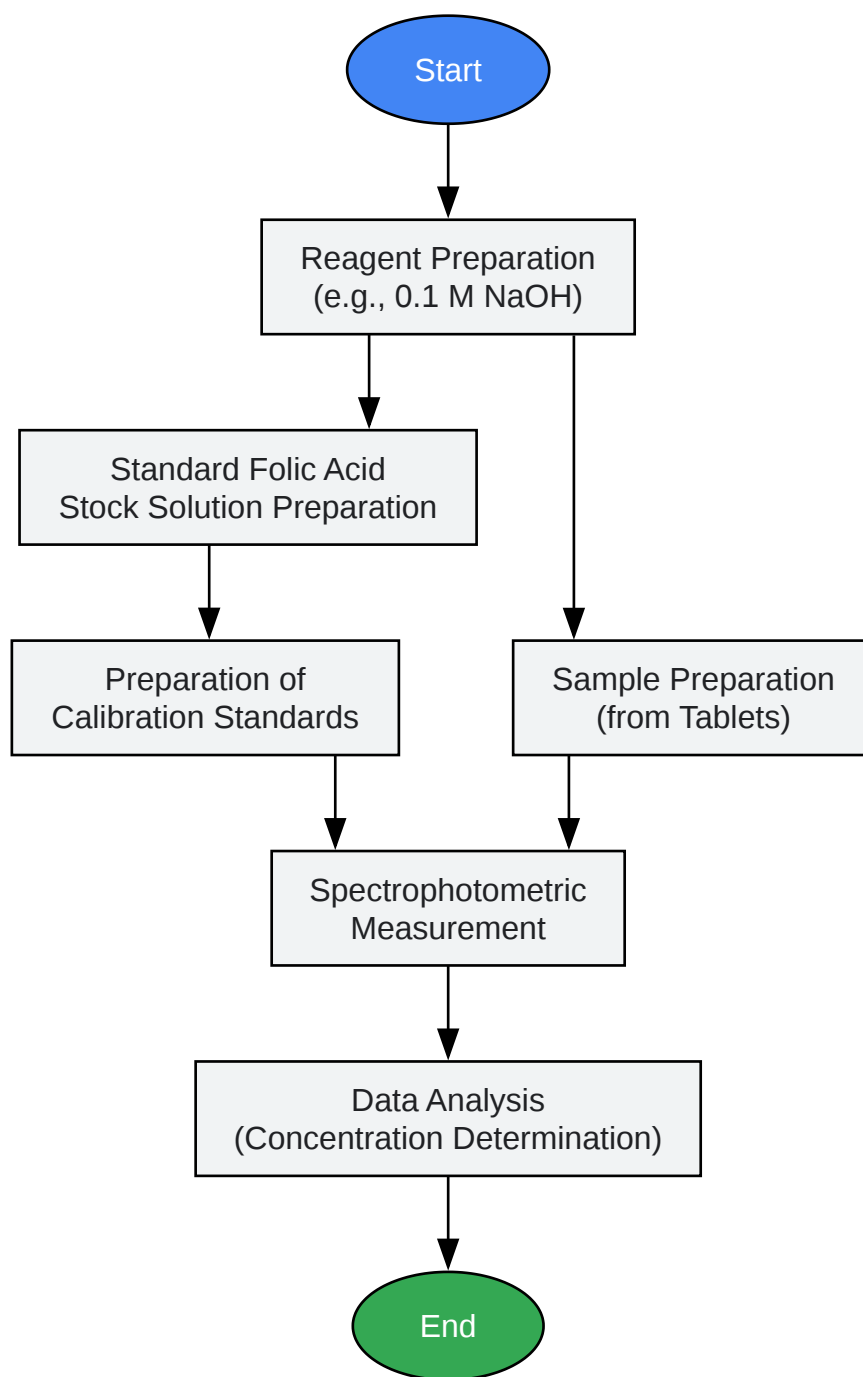 Start
Reagent Preparation
(e.g., 0.1 M NaOH)
Standard Folic Acid
Stock Solution Preparation
Preparation of
Calibration Standards
Sample Preparation
(from Tablets)
Spectrophotometric
Measurement
Data Analysis
(Concentration Determination)
End